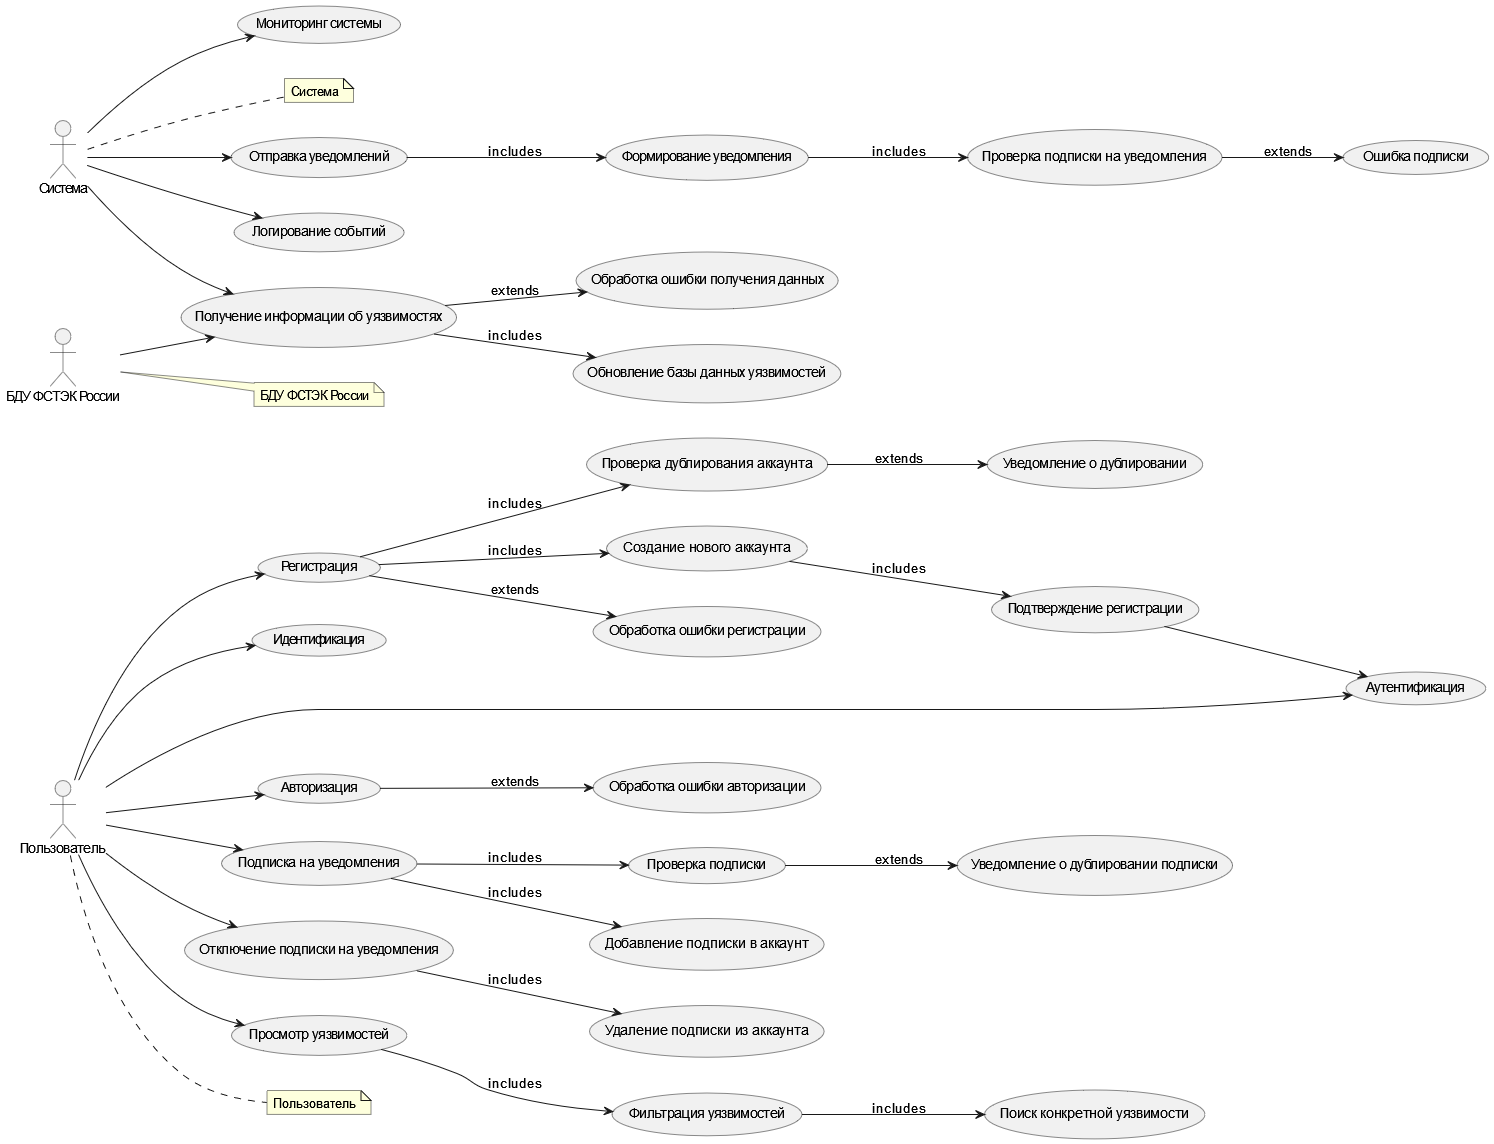 Мониторинг системы
Система
Отправка уведомлений
includes
Формирование уведомления
includes
Проверка подписки на уведомления
extends
Ошибка подписки
Система
Логирование событий
Получение информации об уязвимостях
extends
Обработка ошибки получения данных
includes
Обновление базы данных уязвимостей
БДУ ФСТЭК России
БДУ ФСТЭК России
Проверка дублирования аккаунта
extends
Уведомление о дублировании
includes
Регистрация
includes
Создание нового аккаунта
includes
Подтверждение регистрации
extends
Обработка ошибки регистрации
Идентификация
Аутентификация
Авторизация
extends
Обработка ошибки авторизации
Пользователь
Подписка на уведомления
includes
Проверка подписки
extends
Уведомление о дублировании подписки
includes
Добавление подписки в аккаунт
Отключение подписки на уведомления
includes
Удаление подписки из аккаунта
Просмотр уязвимостей
includes
Пользователь
Фильтрация уязвимостей
includes
Поиск конкретной уязвимости